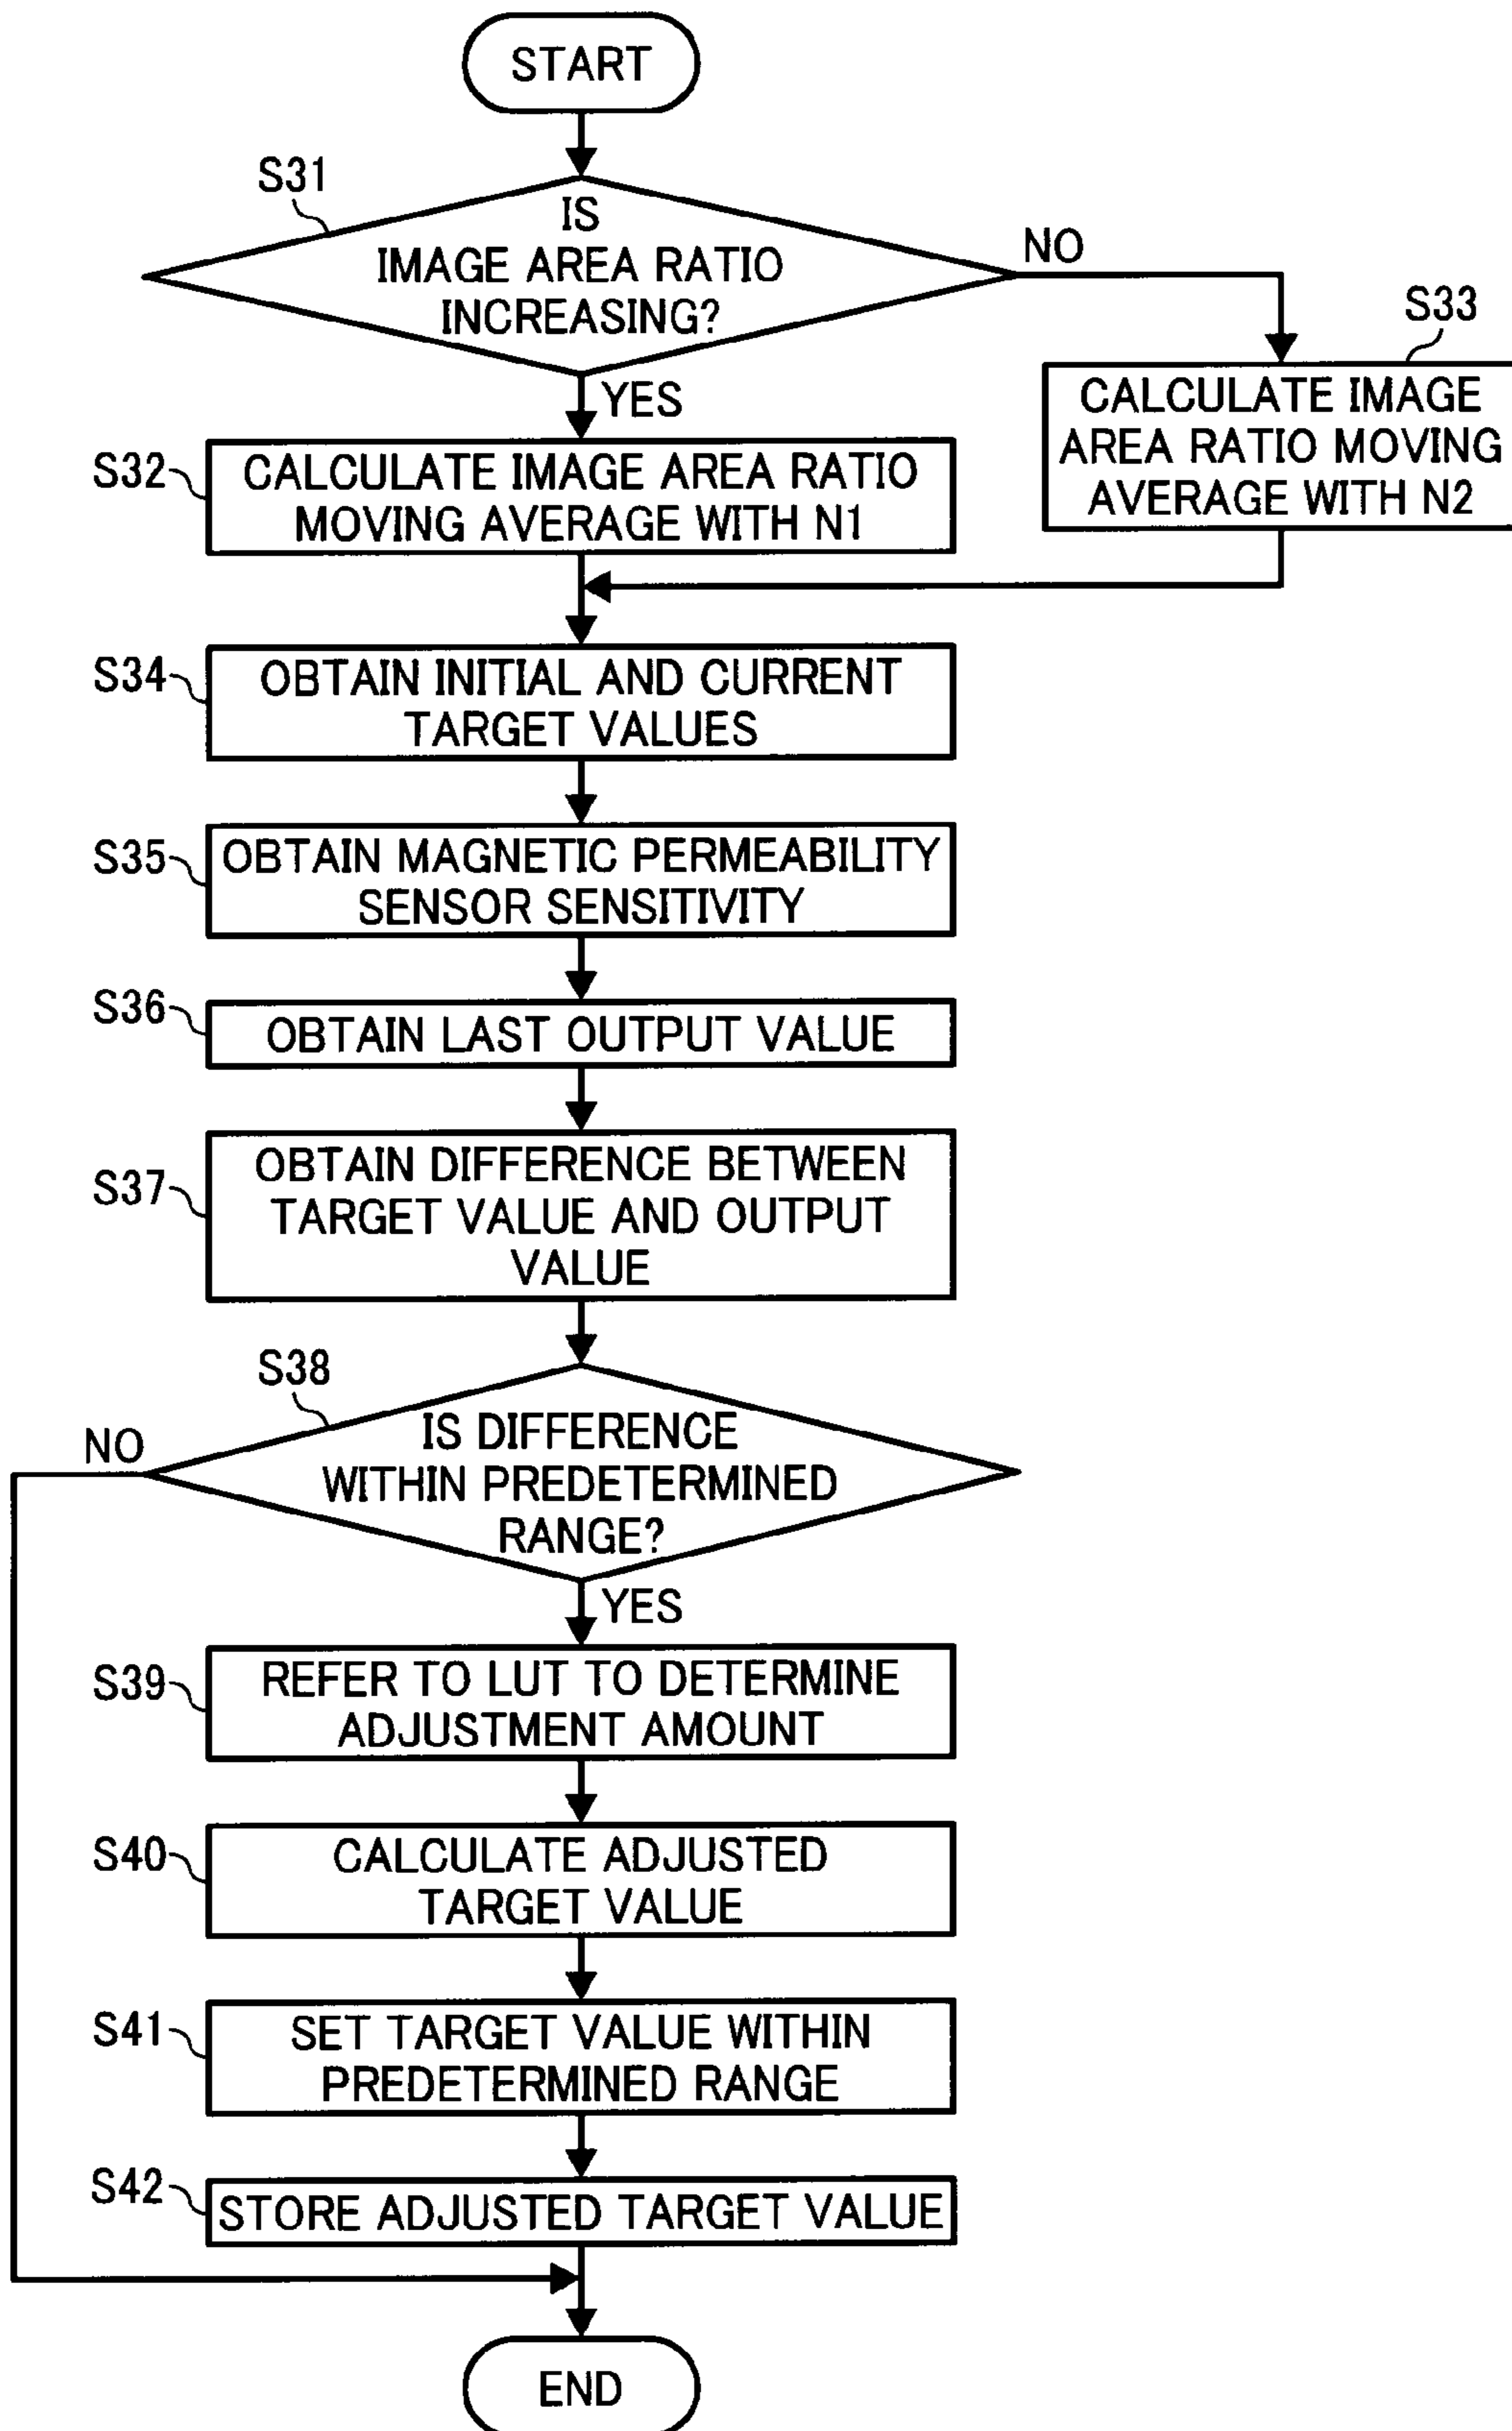 START
S31
IS
IMAGE AREA RATIO
INCREASING?
NO
S33
CALCULATE IMAGE
AREA RATIO MOVING
AVERAGE WITH N2
YES
S32
CALCULATE IMAGE AREA RATIO
MOVING AVERAGE WITH N1
S34
OBTAIN INITIAL AND CURRENT
TARGET VALUES
S35
OBTAIN MAGNETIC PERMEABILITY
SENSOR SENSITIVITY
S36
OBTAIN LAST OUTPUT VALUE
S37
OBTAIN DIFFERENCE BETWEEN
TARGET VALUE AND OUTPUT
VALUE
S38
NO
IS DIFFERENCE
WITHIN PREDETERMINED
RANGE?
YES
S39
REFER TO LUT TO DETERMINE
ADJUSTMENT AMOUNT
S40
CALCULATE ADJUSTED
TARGET VALUE
S41
SET TARGET VALUE WITHIN
PREDETERMINED RANGE
S42
STORE ADJUSTED TARGET VALUE
END